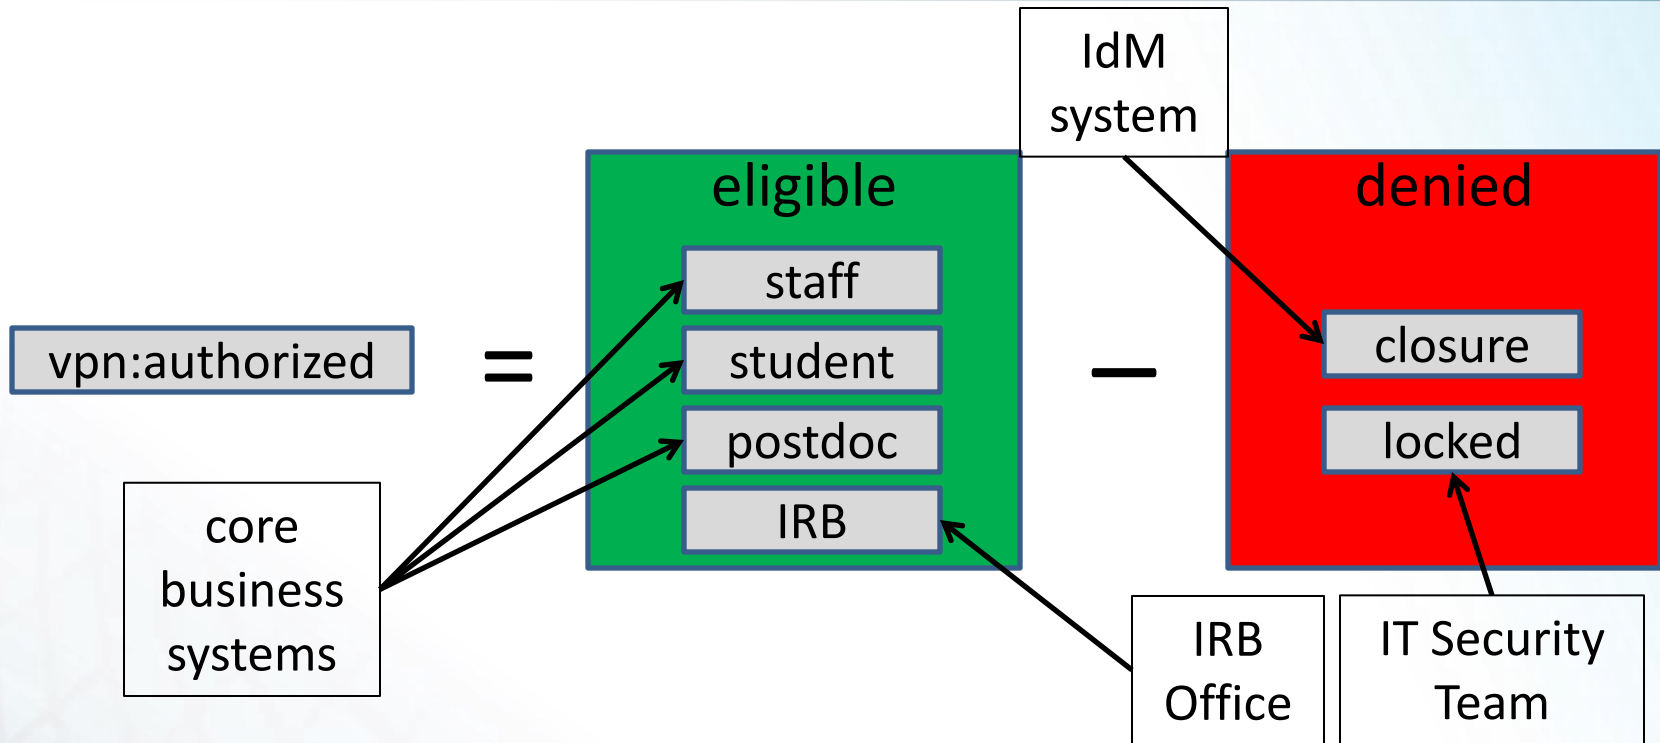 IdM
system
eligible
denied
staff
student
postdoc
IRB
closure
locked
vpn:authorized
=
–
core
business
systems
IRB
Office
IT Security
Team